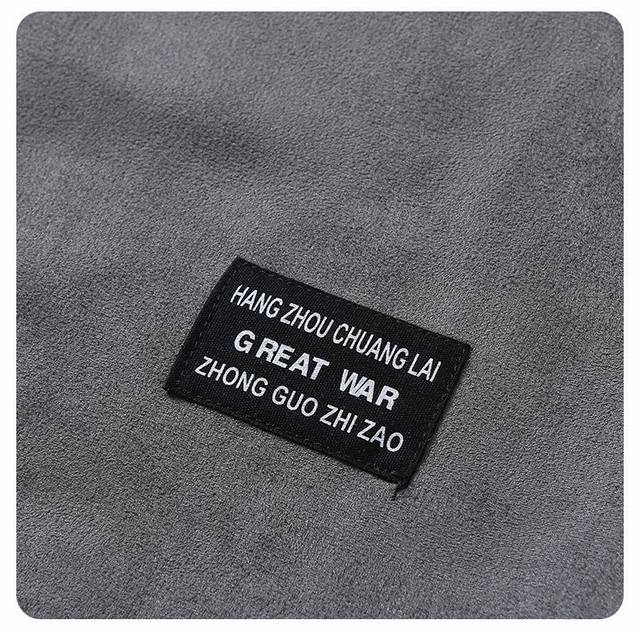 HANG ZHOU CHUANG LAI
GREAT WAR
ZHONG GUO ZHI ZAO